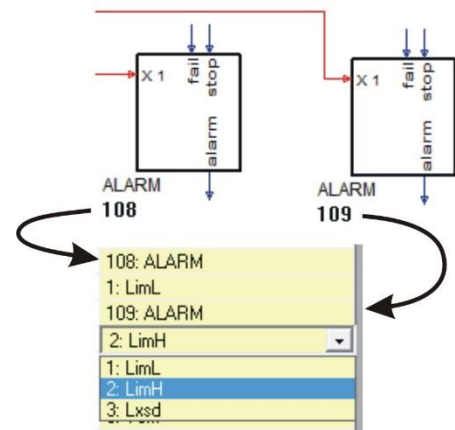 X 1 fail stop alarm
X 1 fail stop alarm
ALARM
108
ALARM
109
108: ALARM
1: LimL
109: ALARM
2: LimH
1: LimL
2: LimH
3: Lxsd